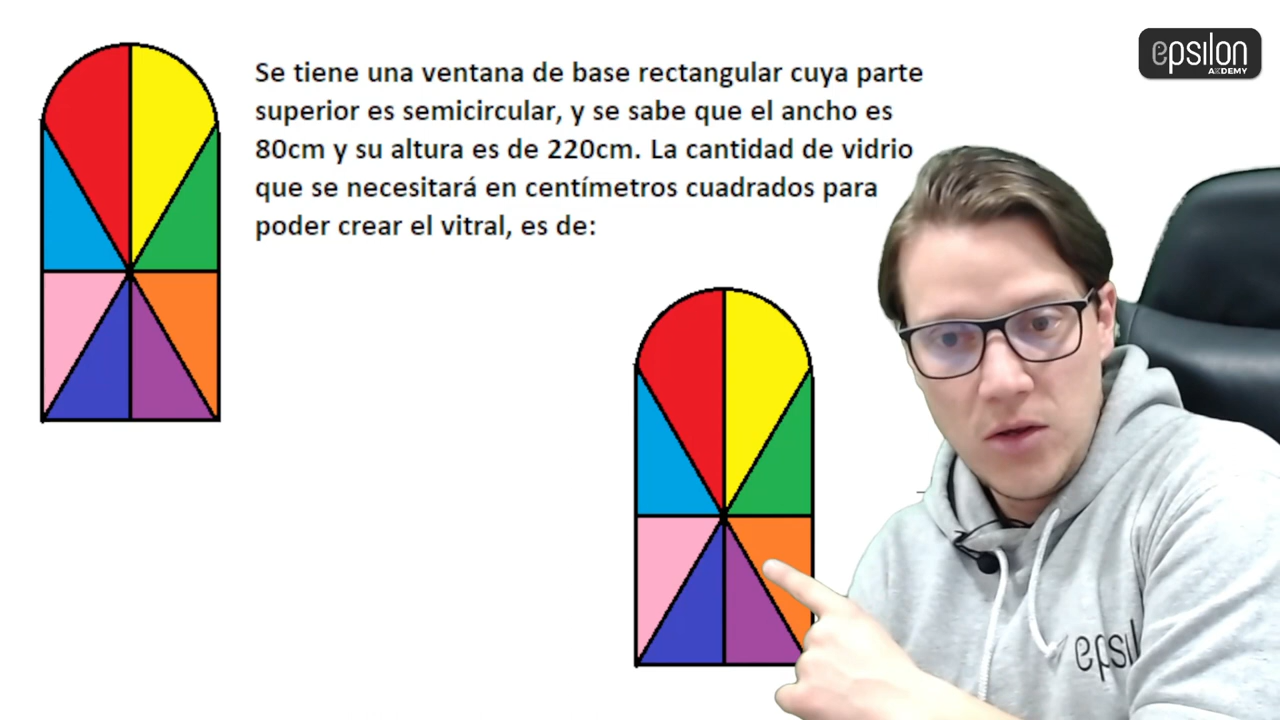 epsilon
AKDEMY
Se tiene una ventana de base rectangular cuya parte
superior es semicircular, y se sabe que el ancho es
80cm y su altura es de 220cm. La cantidad de vidrio
que se necesitará en centímetros cuadrados para
poder crear el vitral, es de: